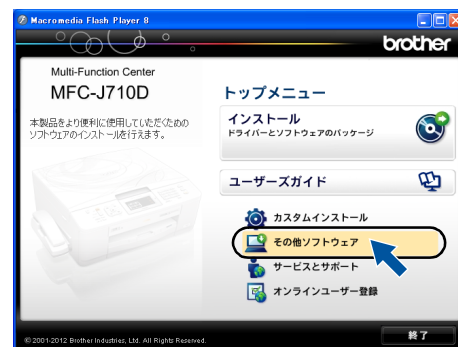 Macromedia Flash Player 8
brother
Multi-Function Center
MFC-J710D
本製品をより便利に使用していただくための
ソフトウェアのインストールを行えます。
トップメニュー
インストール
ドライバーとソフトウェアのパッケージ
ユーザーズガイド
カスタムインストール
その他ソフトウェア
サービスとサポート
オンラインユーザー登録
© 2001-2012 Brother Industries, Ltd. All Rights Reserved.
終了